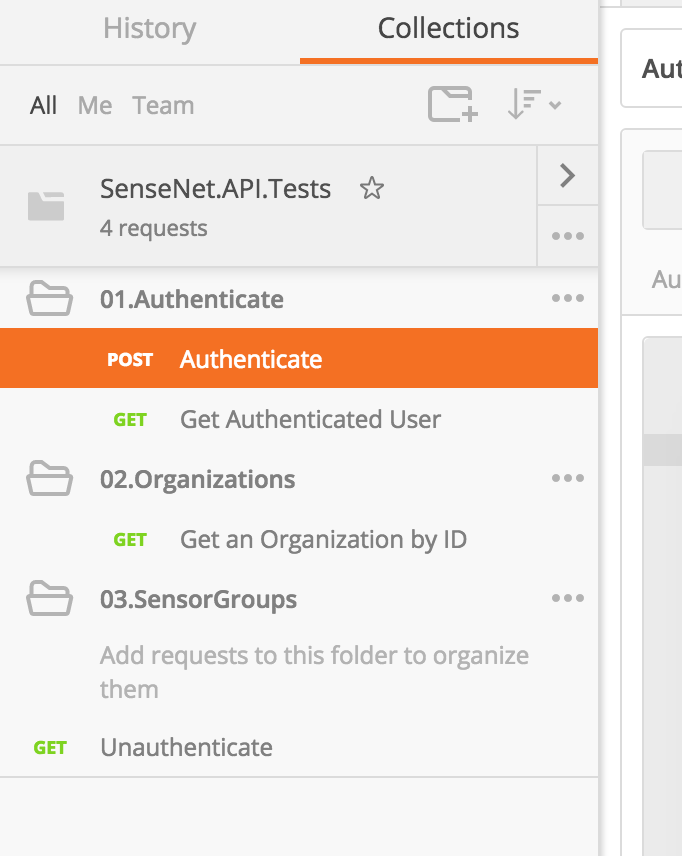 History
Collections
Aut
All Me Team
SenseNet.API.Tests
4 requests
Au
01.Authenticate
POST Authenticate
GET Get Authenticated User
02.Organizations
GET Get an Organization by ID
03.SensorGroups
Add requests to this folder to organize
them
GET Unauthenticate